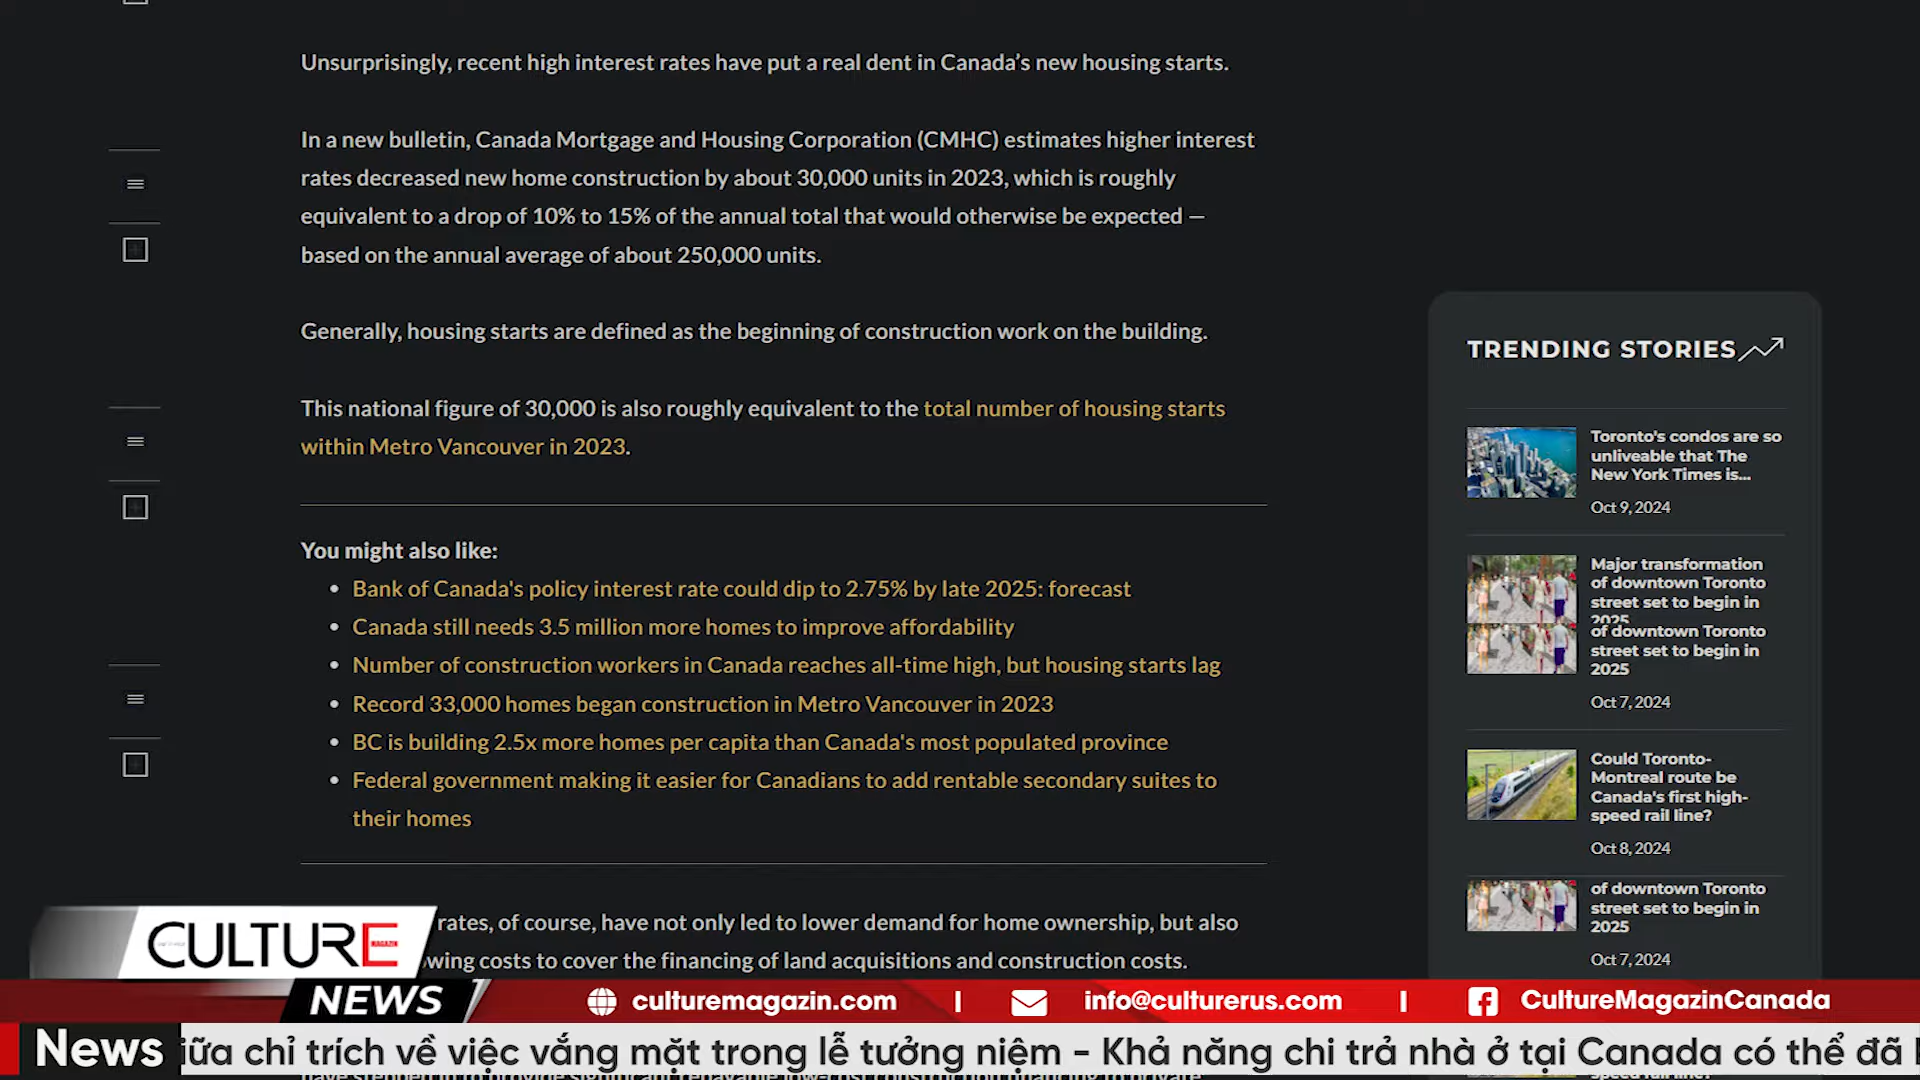 Unsurprisingly, recent high interest rates have put a real dent in Canada’s new housing starts.
In a new bulletin, Canada Mortgage and Housing Corporation (CMHC) estimates higher interest
rates decreased new home construction by about 30,000 units in 2023, which is roughly
equivalent to a drop of 10% to 15% of the annual total that would otherwise be expected —
based on the annual average of about 250,000 units.
Generally, housing starts are defined as the beginning of construction work on the building.
This national figure of 30,000 is also roughly equivalent to the total number of housing starts
within Metro Vancouver in 2023.
You might also like:
Bank of Canada's policy interest rate could dip to 2.75% by late 2025: forecast
Canada still needs 3.5 million more homes to improve affordability
Number of construction workers in Canada reaches all-time high, but housing starts lag
Record 33,000 homes began construction in Metro Vancouver in 2023
BC is building 2.5x more homes per capita than Canada's most populated province
Federal government making it easier for Canadians to add rentable secondary suites to
their homes
rates, of course, have not only led to lower demand for home ownership, but also
wing costs to cover the financing of land acquisitions and construction costs.
TRENDING STORIES
Toronto's condos are so
unliveable that The
New York Times is...
Oct 9, 2024
Major transformation
of downtown Toronto
street set to begin in
2025
of downtown Toronto
street set to begin in
2025
Oct 7, 2024
Could Toronto-
Montreal route be
Canada's first high-
speed rail line?
Oct 8, 2024
of downtown Toronto
street set to begin in
2025
Oct 7, 2024
CULTURE
NEWS
culturemagazin.com | info@culturerus.com | CultureMagazinCanada
News
iữa chỉ trích về việc vắng mặt trong lễ tưởng niệm - Khả năng chi trả nhà ở tại Canada có thể đã